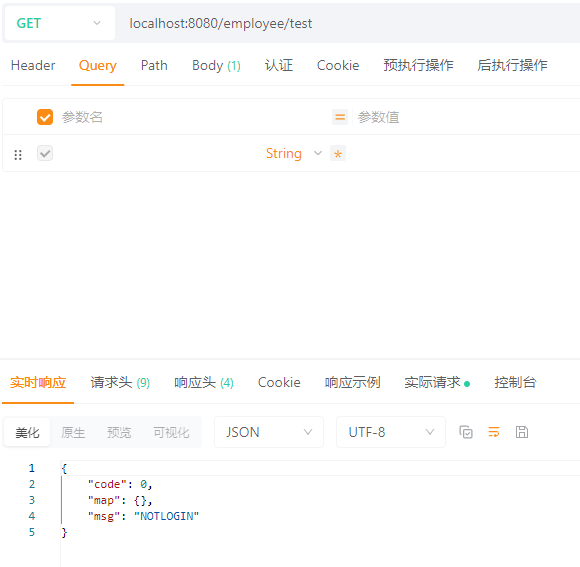 GET localhost:8080/employee/test
Header Query Path Body (1) 认证 Cookie 预执行操作 后执行操作
参数名 = 参数值
String *
实时响应 请求头 (9) 响应头 (4) Cookie 响应示例 实际请求 控制台
美化 原生 预览 可视化 JSON UTF-8
1 {
2 "code": 0,
3 "map": {},
4 "msg": "NOTLOGIN"
5 }